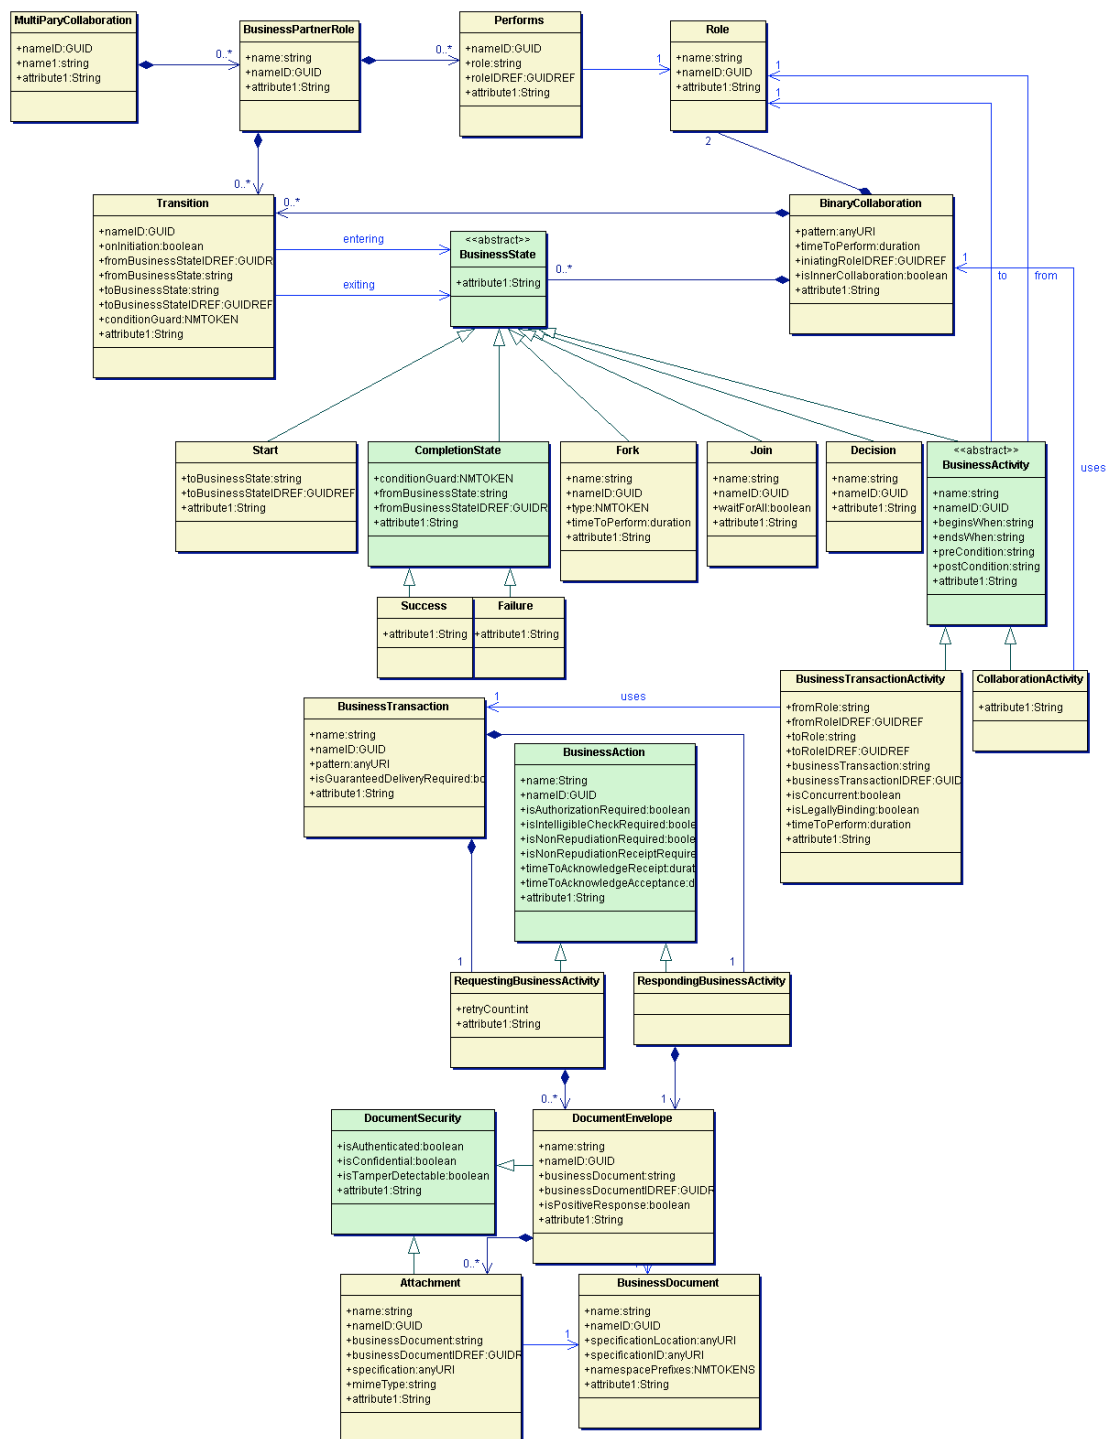 MultiParyCollaboration
+nameID:GUID
+name1:string
+attribute1:String
0..*
BusinessPartnerRole
+name:string
+nameID:GUID
+attribute1:String
0..*
Performs
+nameID:GUID
+role:string
+roleIDREF:GUIDREF
+attribute1:String
1
Role
+name:string
+nameID:GUID
+attribute1:String
1
1
2
0..*
Transition
+nameID:GUID
+onInitiation:boolean
+fromBusinessStateIDREF:GUIDR
+fromBusinessState:string
+toBusinessState:string
+toBusinessStateIDREF:GUIDREF
+conditionGuard:NMTOKEN
+attribute1:String
0..*
entering
exiting
<<abstract>>
BusinessState
+attribute1:String
0..*
BinaryCollaboration
+pattern:anyURI
+timeToPerform:duration
+iniatingRoleIDREF:GUIDREF
+isInnerCollaboration:boolean
+attribute1:String
1
to
from
uses
Start
+toBusinessState:string
+toBusinessStateIDREF:GUIDREF
+attribute1:String
CompletionState
+conditionGuard:NMTOKEN
+fromBusinessState:string
+fromBusinessStateIDREF:GUIDR
+attribute1:String
Fork
+name:string
+nameID:GUID
+type:NMTOKEN
+timeToPerform:duration
+attribute1:String
Join
+name:string
+nameID:GUID
+waitForAll:boolean
+attribute1:String
Decision
+name:string
+nameID:GUID
+attribute1:String
<<abstract>>
BusinessActivity
+name:string
+nameID:GUID
+beginsWhen:string
+endsWhen:string
+preCondition:string
+postCondition:string
+attribute1:String
Success
+attribute1:String
Failure
+attribute1:String
BusinessTransaction
+name:string
+nameID:GUID
+pattern:anyURI
+isGuaranteedDeliveryRequired:bo
+attribute1:String
1
uses
BusinessTransactionActivity
+fromRole:string
+fromRoleIDREF:GUIDREF
+toRole:string
+toRoleIDREF:GUIDREF
+businessTransaction:string
+businessTransactionIDREF:GUID
+isConcurrent:boolean
+isLegallyBinding:boolean
+timeToPerform:duration
+attribute1:String
CollaborationActivity
+attribute1:String
BusinessAction
+name:String
+nameID:GUID
+isAuthorizationRequired:boolean
+isIntelligibleCheckRequired:boole
+isNonRepudiationRequired:boole
+isNonRepudiationReceiptRequire
+timeToAcknowledgeReceipt:durat
+timeToAcknowledgeAcceptance:d
+attribute1:String
1
1
RequestingBusinessActivity
+retryCount:int
+attribute1:String
RespondingBusinessActivity
0..*
1
DocumentSecurity
+isAuthenticated:boolean
+isConfidential:boolean
+isTamperDetectable:boolean
+attribute1:String
DocumentEnvelope
+name:string
+nameID:GUID
+businessDocument:string
+businessDocumentIDREF:GUIDR
+isPositiveResponse:boolean
+attribute1:String
0..*
Attachment
+name:string
+nameID:GUID
+businessDocument:string
+businessDocumentIDREF:GUIDR
+specification:anyURI
+mimeType:string
+attribute1:String
1
BusinessDocument
+name:string
+nameID:GUID
+specificationLocation:anyURI
+specificationID:anyURI
+namespacePrefixes:NMTOKENS
+attribute1:String